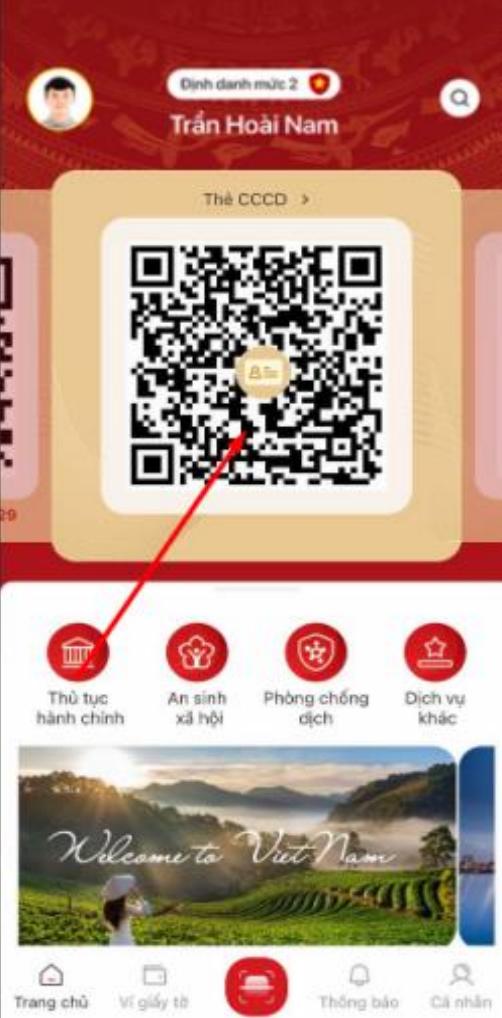 Định danh mức 2
Trần Hoài Nam
Thẻ CCCD >
29
Thủ tục
hành chính
An sinh
xã hội
Phòng chống
dịch
Dịch vụ
khác
Welcome to Viet Nam
Trang chủ
Ví giấy tờ
Thông báo
Cá nhân